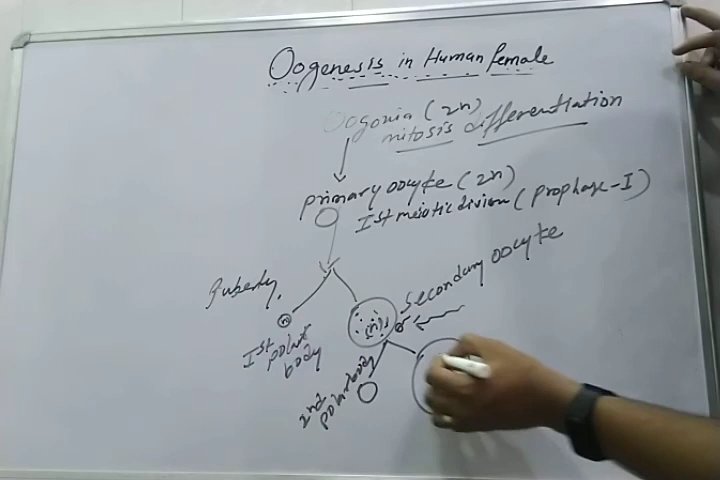 Oogenesis in Human female
Oogonia (2n)
mitosis differentiation
primary oocyte (2n)
Ist meiotic divison (prophase-I)
Puberty,
Secondary oocyte
(n)
(n)
Ist polar
body
2nd
polar body